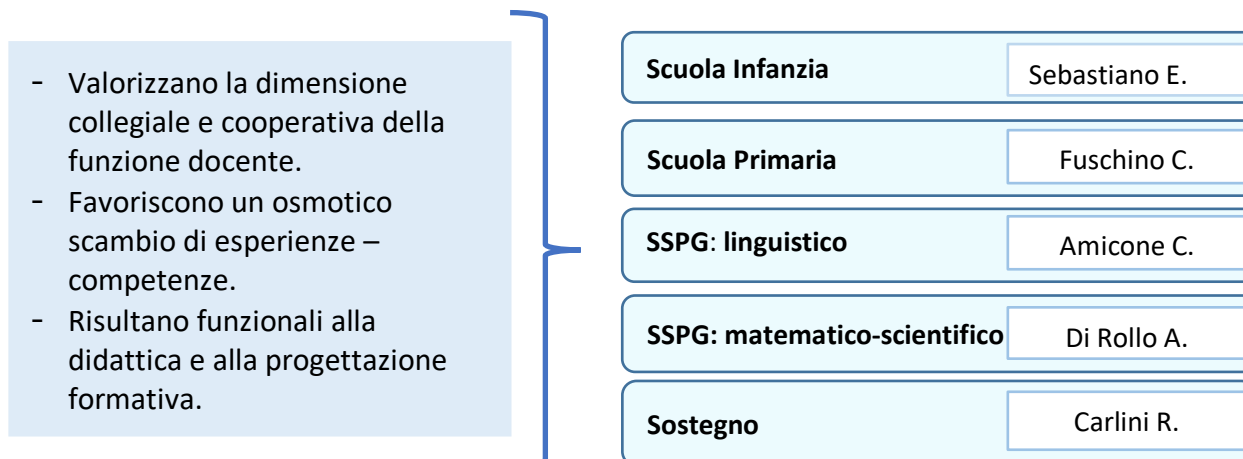 - Valorizzano la dimensione
collegiale e cooperativa della
funzione docente.
- Favoriscono un osmotico
scambio di esperienze –
competenze.
- Risultano funzionali alla
didattica e alla progettazione
formativa.
Scuola Infanzia
Sebastiano E.
Scuola Primaria
Fuschino C.
SSPG: linguistico
Amicone C.
SSPG: matematico-scientifico
Di Rollo A.
Sostegno
Carlini R.